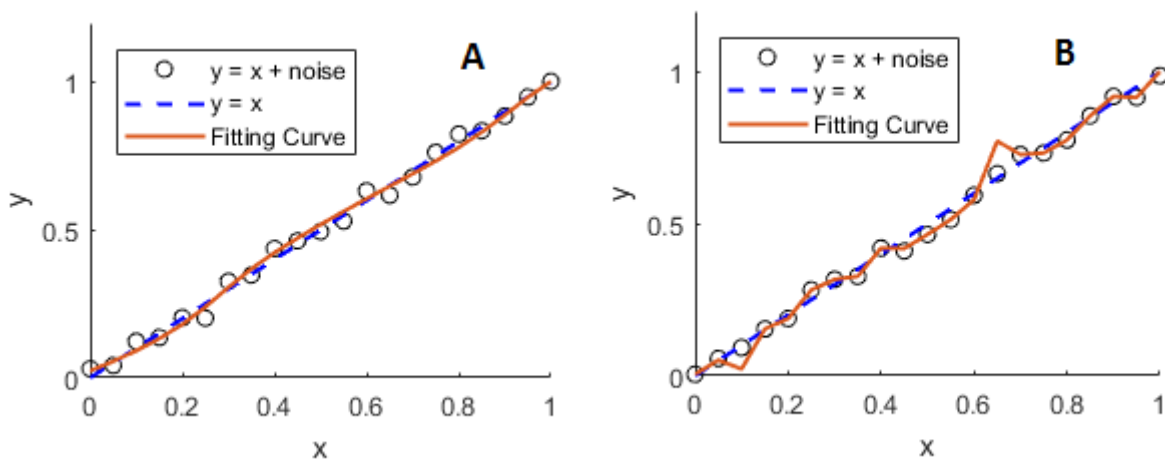 A
y = x + noise
y = x
Fitting Curve
1
0.5
0
y
0 0.2 0.4 0.6 0.8 1
x
B
y = x + noise
y = x
Fitting Curve
1
0.5
0
y
0 0.2 0.4 0.6 0.8 1
x